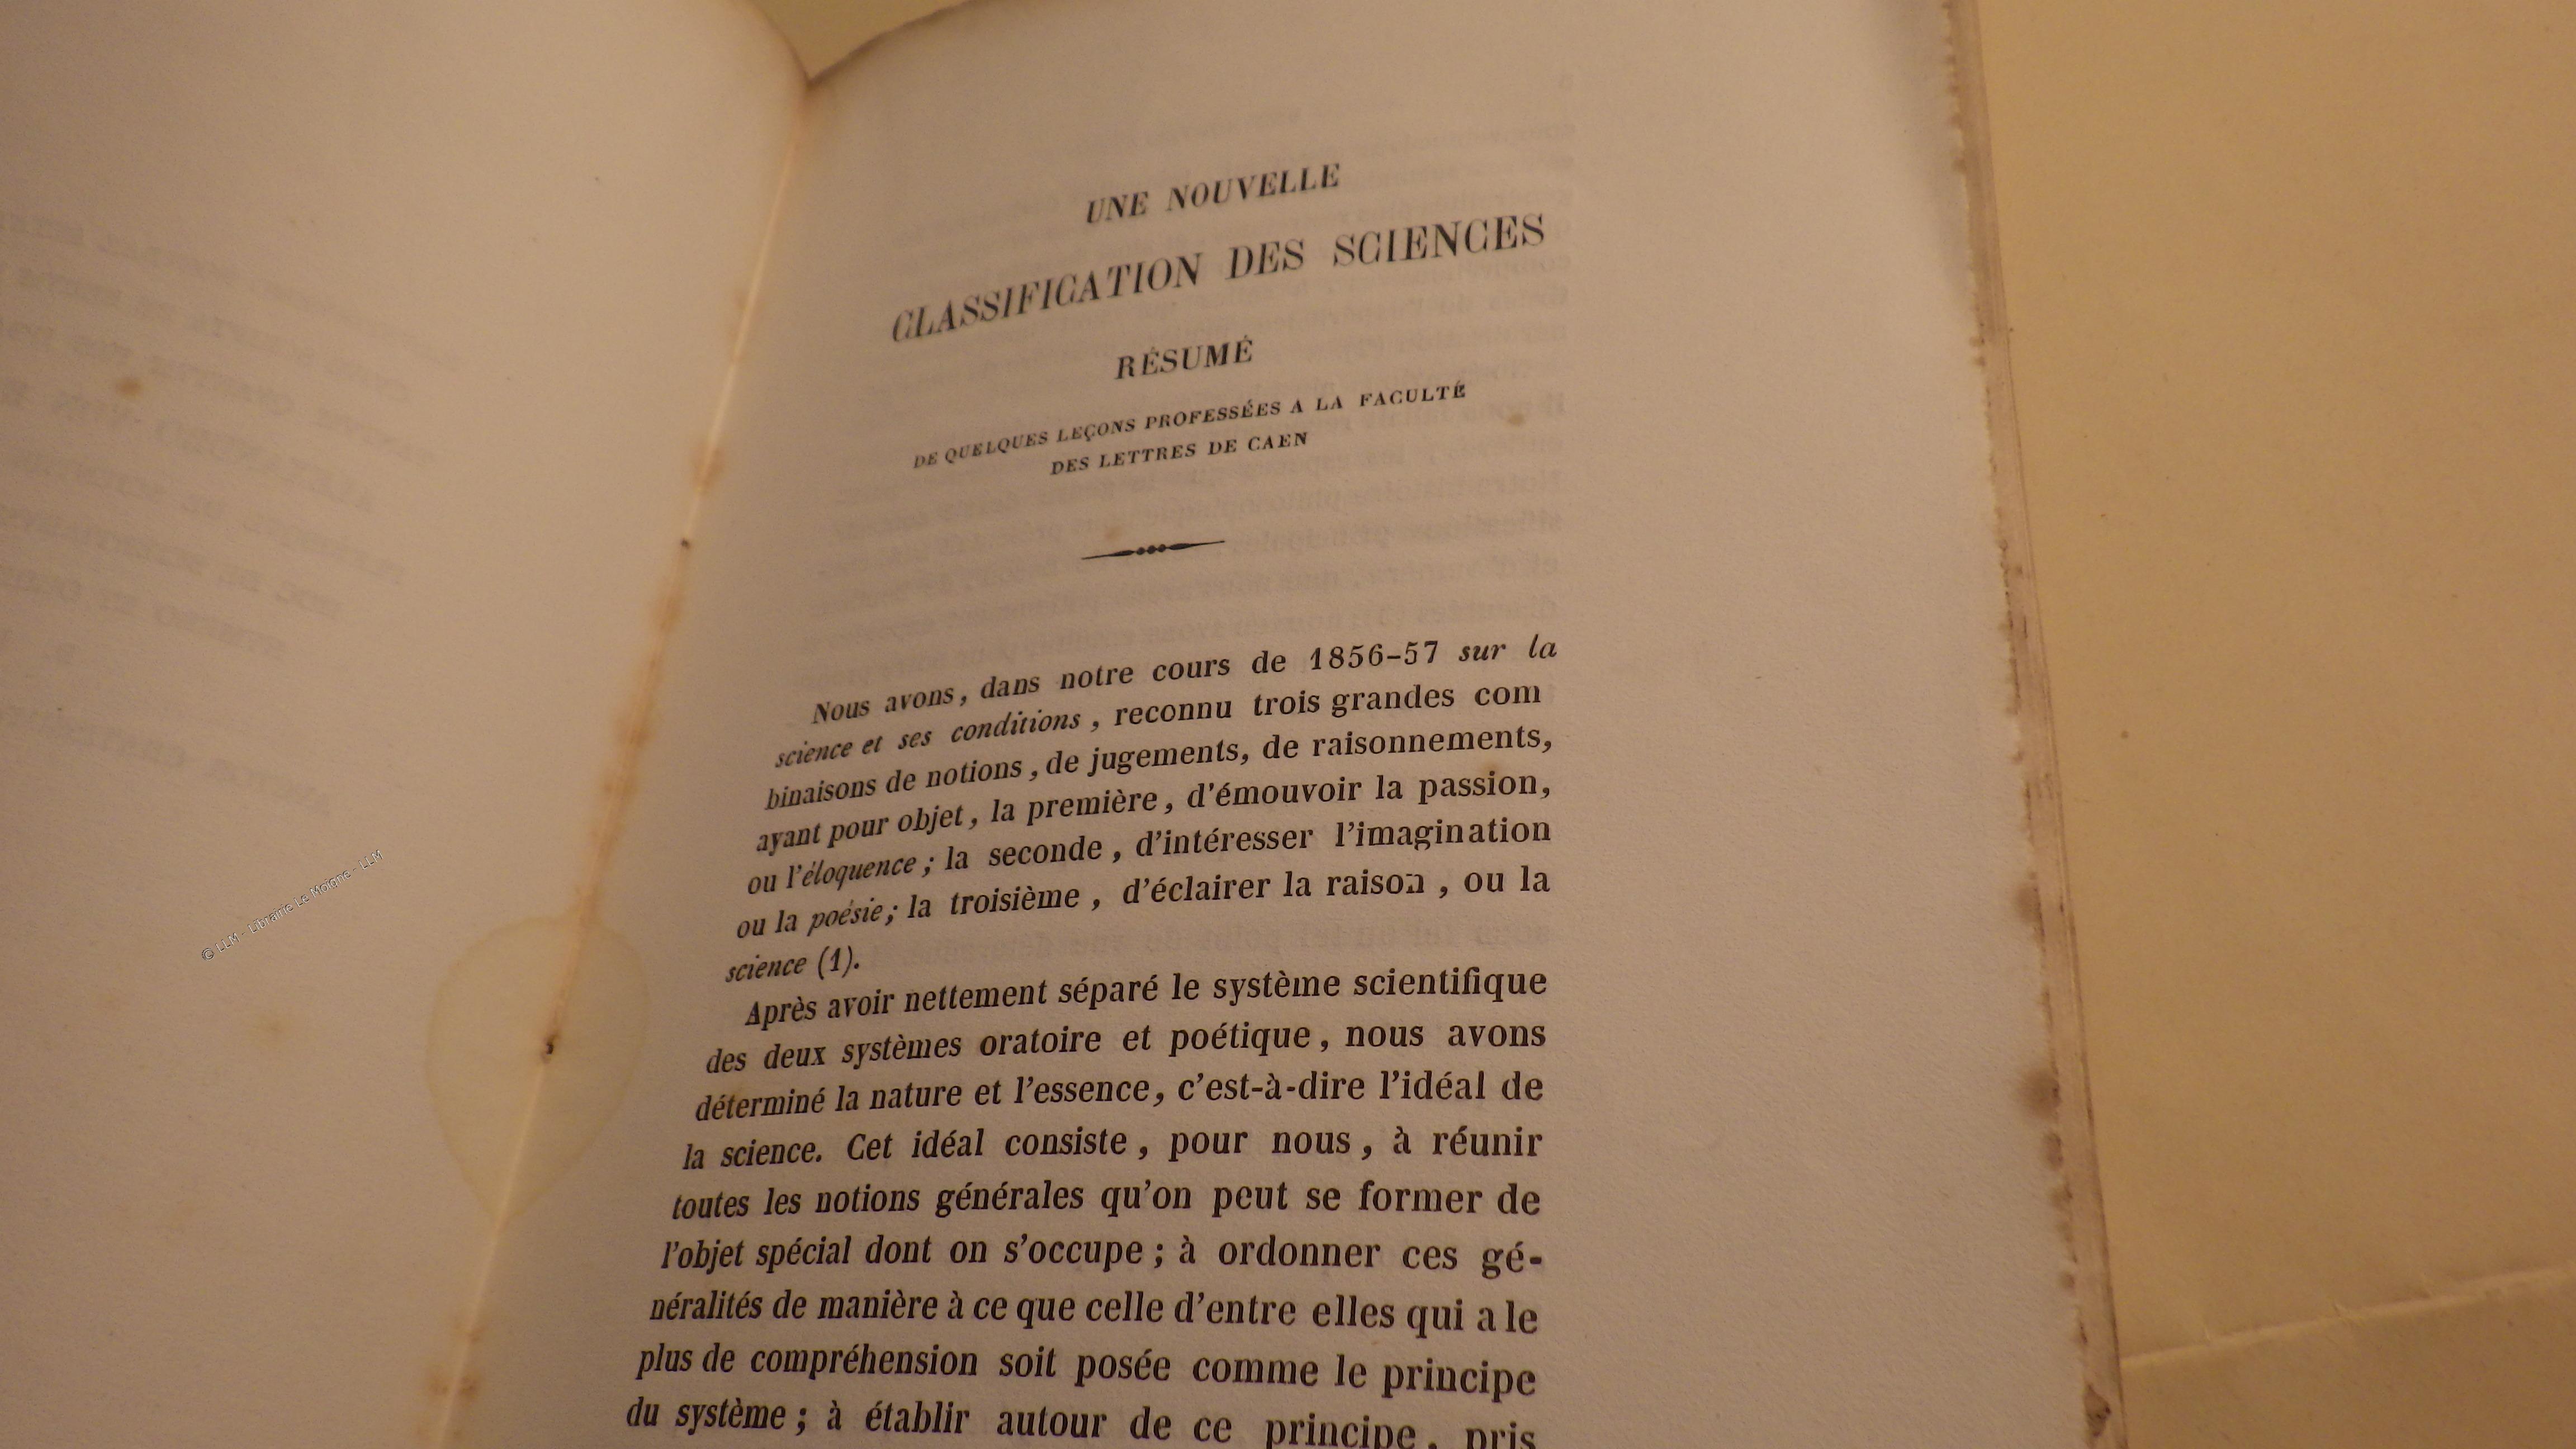 UNE NOUVELLE
CLASSIFICATION DES SCIENCES
RÉSUMÉ
DE QUELQUES LEÇONS PROFESSÉES A LA FACULTÉ
DES LETTRES DE CAEN
Nous avons, dans notre cours de 1856-57 sur la
science et ses conditions, reconnu trois grandes com
binaisons de notions, de jugements, de raisonnements,
ayant pour objet, la première, d'émouvoir la passion,
ou l'éloquence; la seconde, d'intéresser l'imagination
ou la poésie; la troisième, d'éclairer la raison, ou la
science (1).
Après avoir nettement séparé le système scientifique
des deux systèmes oratoire et poétique, nous avons
déterminé la nature et l'essence, c'est-à-dire l'idéal de
la science. Cet idéal consiste, pour nous, à réunir
toutes les notions générales qu'on peut se former de
l'objet spécial dont on s'occupe; à ordonner ces gé-
néralités de manière à ce que celle d'entre elles qui a le
plus de compréhension soit posée comme le principe
du système; à établir autour de ce principe, pris
© LLM - Librairie Le Moigne - LLM